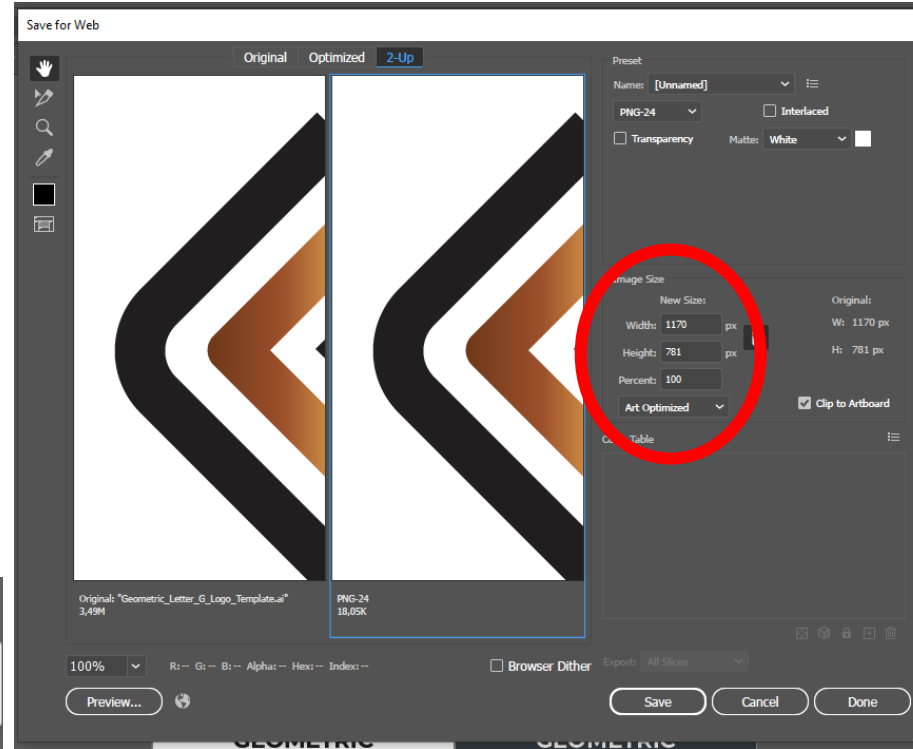 Save for Web
Original Optimized 2-Up
Preset
Name: [Unnamed]
PNG-24 Interlaced
Transparency Matte: White
Image Size
New Size: Original:
Width: 1170 px W: 1170 px
Height: 781 px H: 781 px
Percent: 100
Art Optimized Clip to Artboard
Table
Original: "Geometric_Letter_G_Logo_Template.ai" PNG-24
3,49M 18,05K
100% R: -- G: -- B: -- Alpha: -- Hex: -- Index: -- Browser Dither Export: All Slices
Preview... Save Cancel Done
GEOMETRIC GEOMETRIC